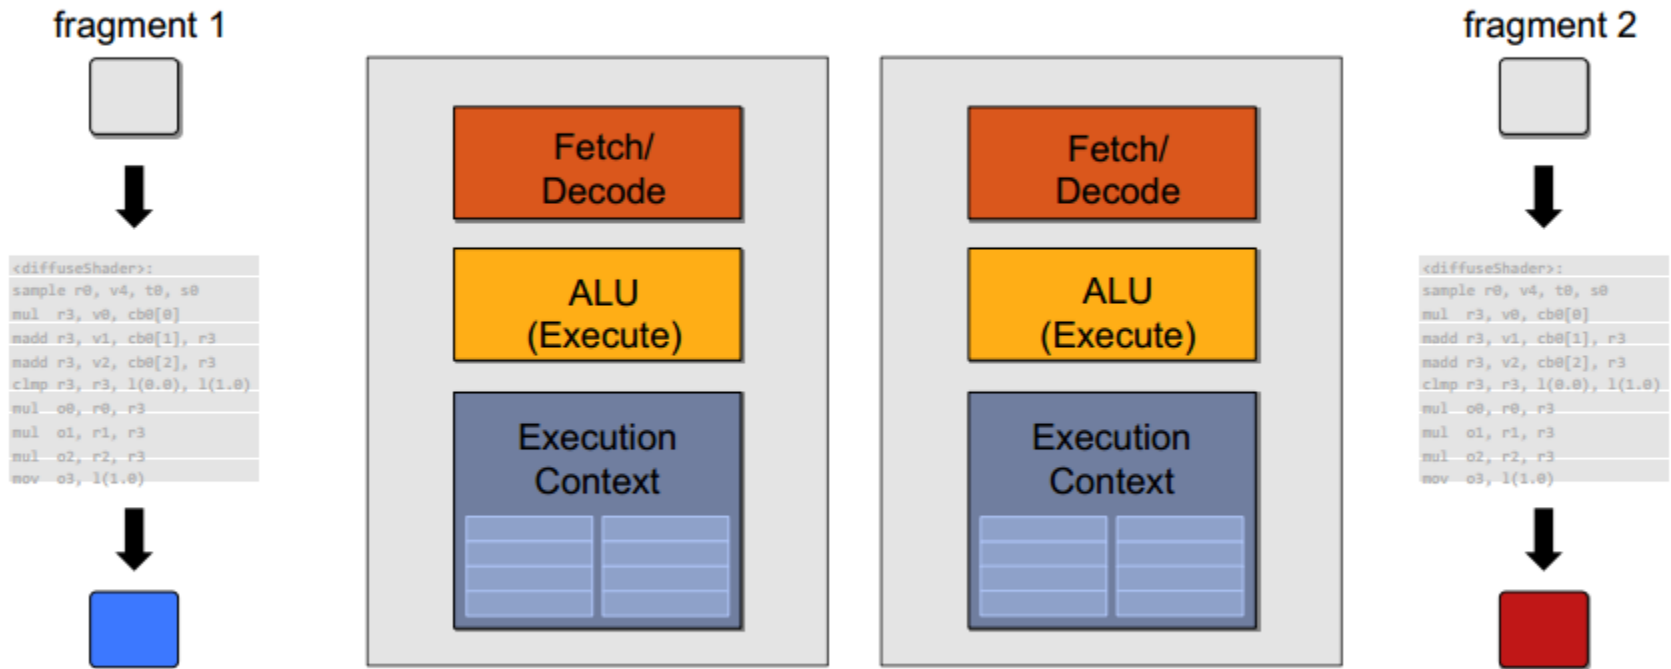 fragment 1
<diffuseShader>:
sample r0, v4, t0, s0
mul  r3, v0, cb0[0]
madd r3, v1, cb0[1], r3
madd r3, v2, cb0[2], r3
clmp r3, r3, l(0.0), l(1.0)
mul  o0, r0, r3
mul  o1, r1, r3
mul  o2, r2, r3
mov  o3, l(1.0)
Fetch/
Decode
ALU
(Execute)
Execution
Context
Fetch/
Decode
ALU
(Execute)
Execution
Context
fragment 2
<diffuseShader>:
sample r0, v4, t0, s0
mul  r3, v0, cb0[0]
madd r3, v1, cb0[1], r3
madd r3, v2, cb0[2], r3
clmp r3, r3, l(0.0), l(1.0)
mul  o0, r0, r3
mul  o1, r1, r3
mul  o2, r2, r3
mov  o3, l(1.0)